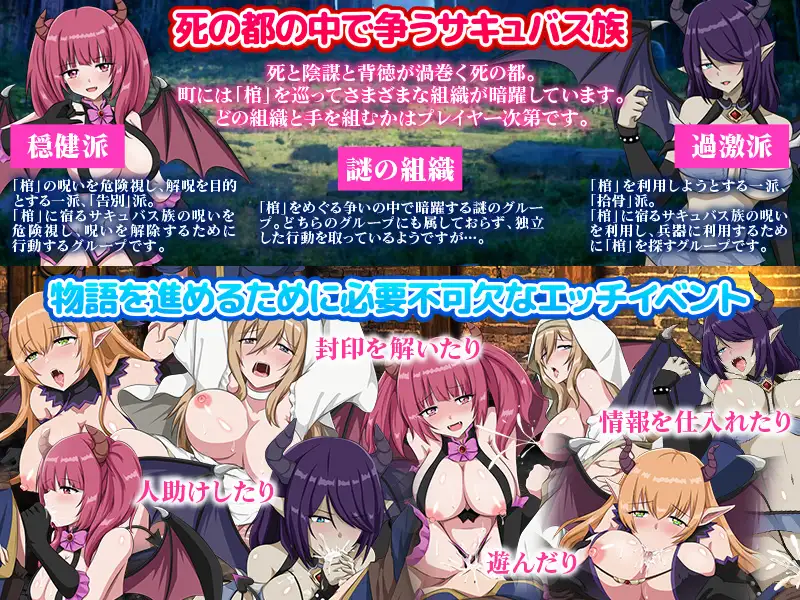 死の都の中で争うサキュバス族
死と陰謀と背徳が渦巻く死の都。
町には「棺」を巡ってさまざまな組織が暗躍しています。
どの組織と手を組むかはプレイヤー次第です。
穏健派
「棺」の呪いを危険視し、解呪を目的
とする一派、「告別」派。
「棺」に宿るサキュバス族の呪いを
危険視し、呪いを解除するために
行動するグループです。
謎の組織
「棺」をめぐる争いの中で暗躍する謎のグルー
プ。どちらのグループにも属しておらず、独立
した行動を取っているようですが…。
過激派
「棺」を利用しようとする一派、
「拾骨」派。
「棺」に宿るサキュバス族の呪い
を利用し、兵器に利用するため
に「棺」を探すグループです。
物語を進めるために必要不可欠なエッチイベント
封印を解いたり
情報を仕入れたり
人助けしたり
遊んだり